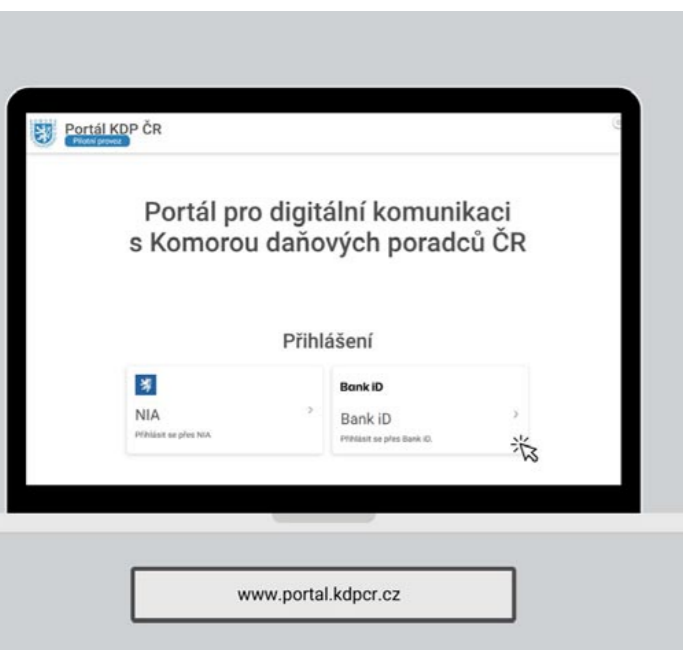 Portál KDP ČR
Pilotní provoz
Portál pro digitální komunikaci
s Komorou daňových poradců ČR
Přihlášení
NIA
Přihlásit se přes NIA.
Bank iD
Bank iD
Přihlásit se přes Bank iD.
www.portal.kdpcr.cz